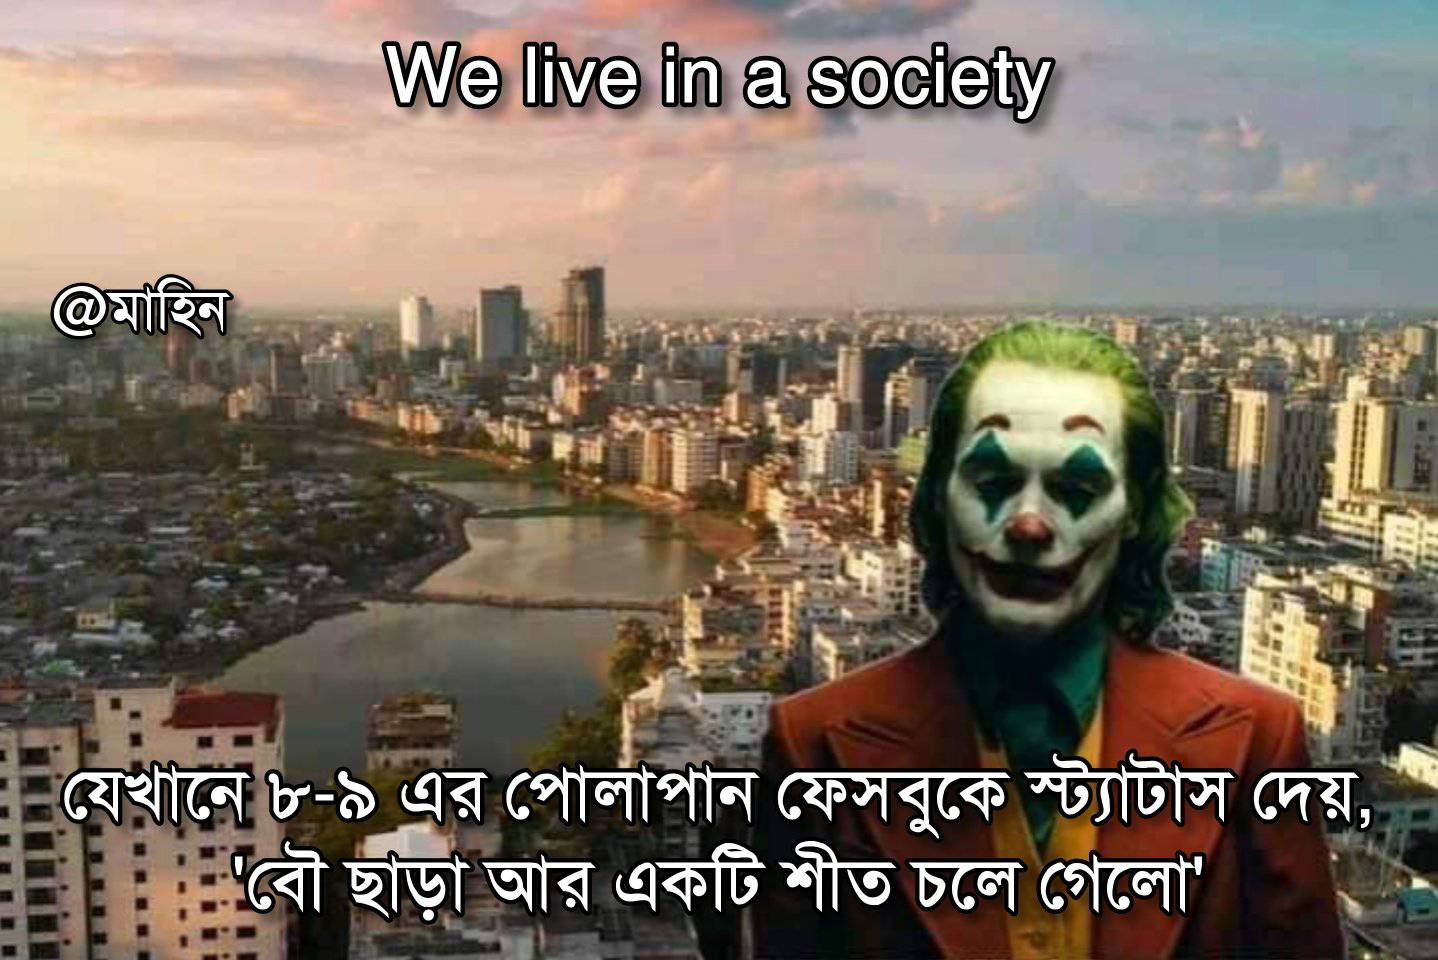 We live in a society
@মাহিন
যেখানে ৮-৯ এর পোলাপান ফেসবুকে স্ট্যাটাস দেয়,
'বৌ ছাড়া আর একটি শীত চলে গেলো'